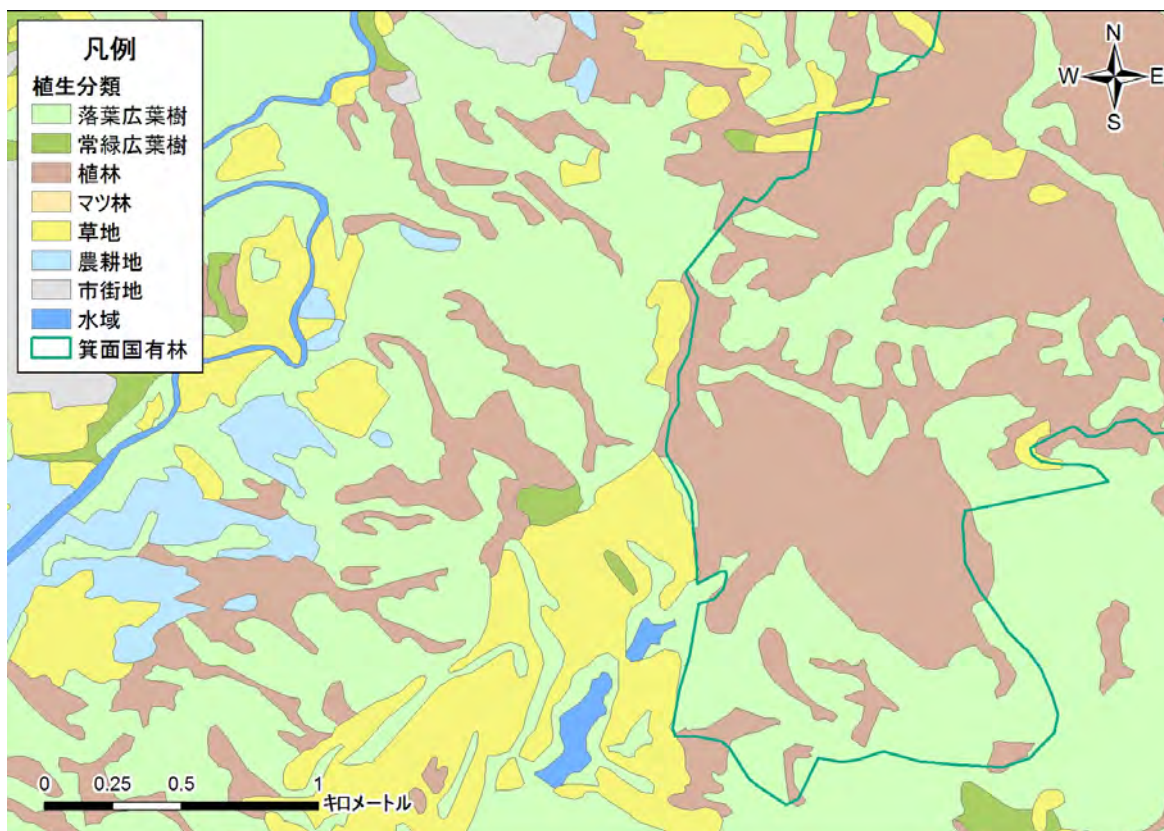 凡例
植生分類
落葉広葉樹
常緑広葉樹
植林
マツ林
草地
農耕地
市街地
水域
箕面国有林
N
W
E
S
0 0.25 0.5 1
キロメートル